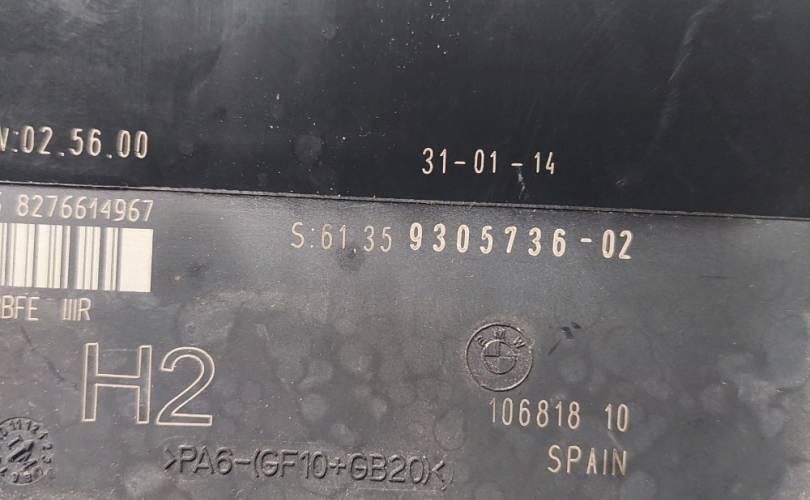 V:02.56.00
31-01-14
8276614967
S:61.35 9305736-02
BFE IIIR
H2
BMW
106818 10
>PA6-(GF10+GB20)<
SPAIN